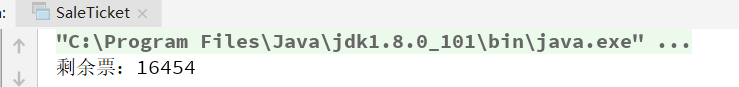 : SaleTicket ×
"C:\Program Files\Java\jdk1.8.0_101\bin\java.exe" ...
剩余票：16454